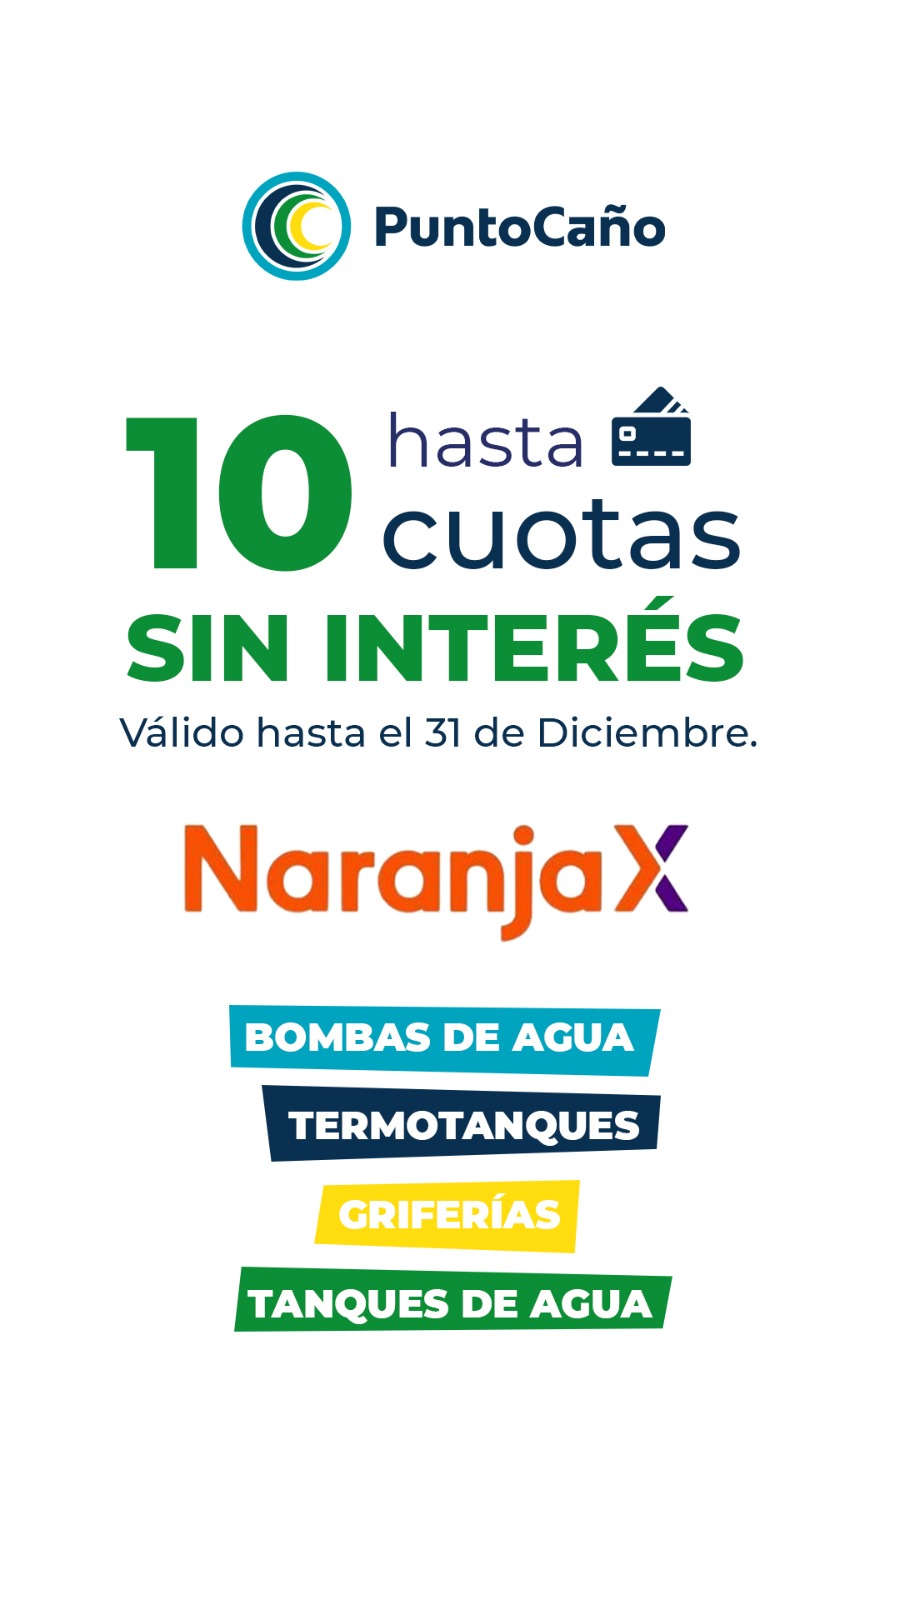 PuntoCaño
10 hasta
cuotas
SIN INTERÉS
Válido hasta el 31 de Diciembre.
NaranjaX
BOMBAS DE AGUA
TERMOTANQUES
GRIFERÍAS
TANQUES DE AGUA